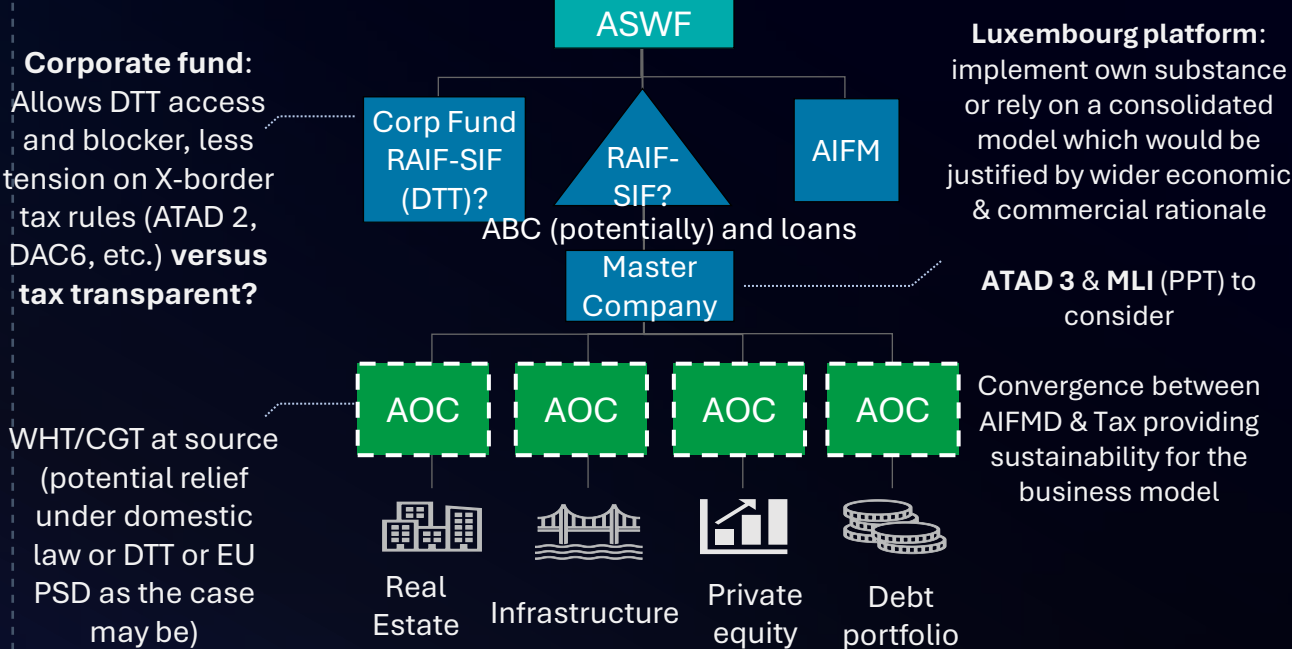 ASWF
Corporate fund:
Allows DTT access
and blocker, less
tension on X-border
tax rules (ATAD 2,
DAC6, etc.) versus
tax transparent?
Corp Fund
RAIF-SIF
(DTT)?
RAIF-
SIF?
AIFM
Luxembourg platform:
implement own substance
or rely on a consolidated
model which would be
justified by wider economic
& commercial rationale
ABC (potentially) and loans
Master
Company
ATAD 3 & MLI (PPT) to
consider
AOC
AOC
AOC
AOC
Convergence between
AIFMD & Tax providing
sustainability for the
business model
WHT/CGT at source
(potential relief
under domestic
law or DTT or EU
PSD as the case
may be)
Real
Estate
Infrastructure
Private
equity
Debt
portfolio